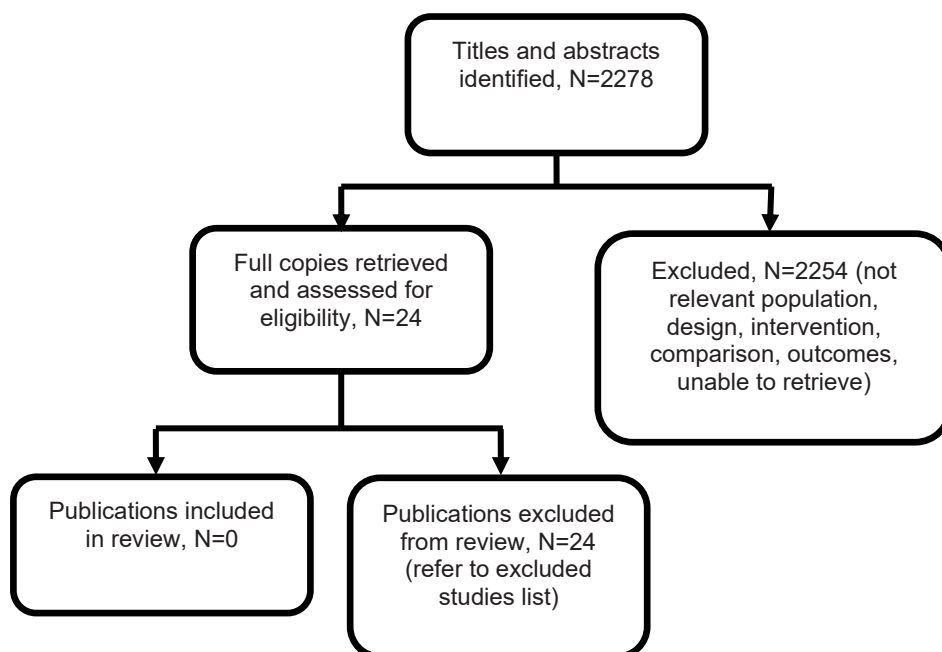 Titles and abstracts
identified, N=2278
Full copies retrieved
and assessed for
eligibility, N=24
Excluded, N=2254 (not
relevant population,
design, intervention,
comparison, outcomes,
unable to retrieve)
Publications included
in review, N=0
Publications excluded
from review, N=24
(refer to excluded
studies list)